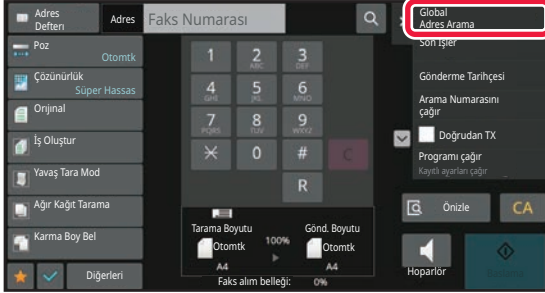 Adres
Defteri
Adres
Faks Numarası
Poz
Otomtk
Çözünürlük
Süper Hassas
Orijinal
İş Oluştur
Yavaş Tara Mod
Ağır Kağıt Tarama
Karma Boy Bel
Diğerleri
1
2
ABC
3
DEF
4
GHI
5
JKL
6
MNO
7
PQRS
8
TUV
9
WXYZ
0
#
C
R
Tarama Boyutu
Gönd. Boyutu
Otomtk
100%
Otomtk
A4
A4
Faks alım belleği: 0%
Global
Adres Arama
Son İşler
Gönderme Tarihçesi
Arama Numarasını
çağır
Doğrudan TX
Programı çağır
Kayıtlı ayarları çağır
Önizle
CA
Hoparlör